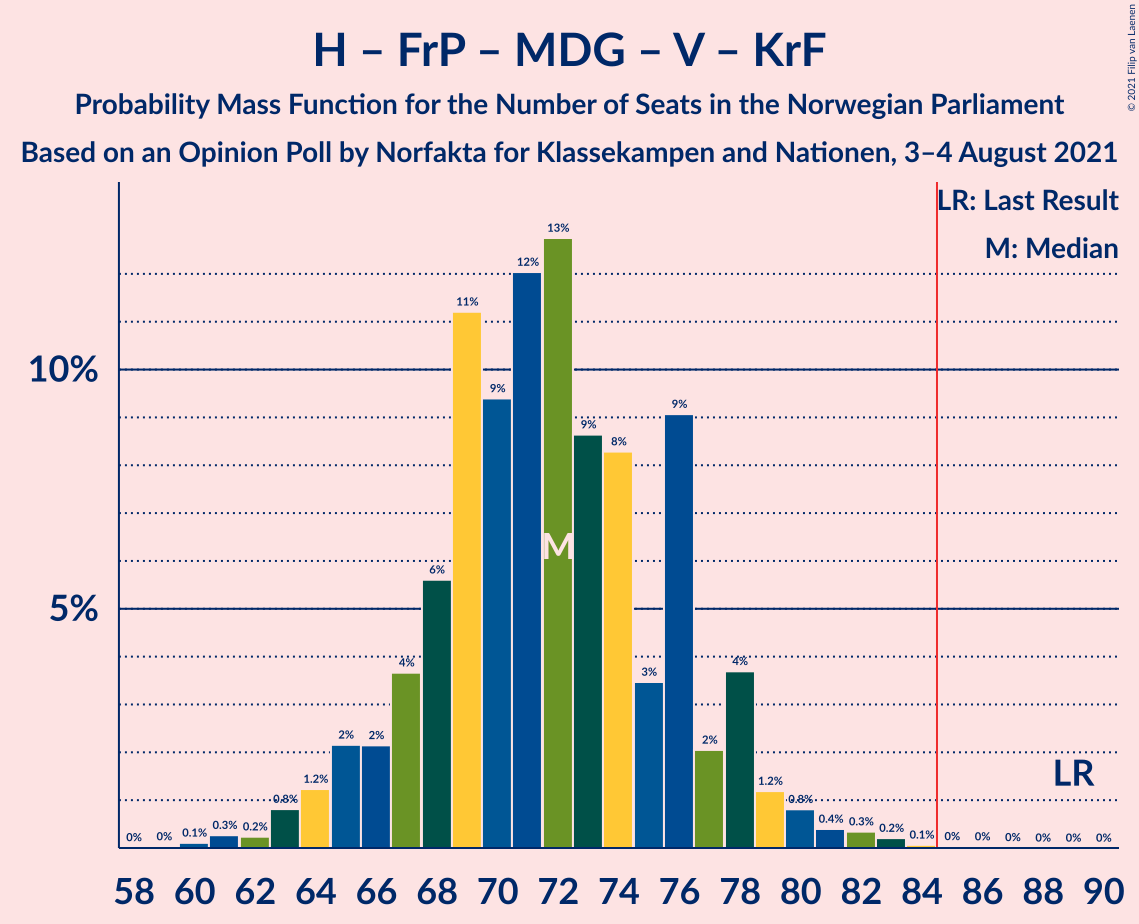 H – FrP – MDG – V – KrF
Probability Mass Function for the Number of Seats in the Norwegian Parliament
Based on an Opinion Poll by Norfakta for Klassekampen and Nationen, 3–4 August 2021
© 2021 Filip van Laenen
LR: Last Result
M: Median
10%
5%
0% 0% 0.1% 0.3% 0.2% 0.8% 1.2% 2% 2% 4% 6% 11% 9% 12% 13% 9% 8% 3% 9% 2% 4% 1.2% 0.8% 0.4% 0.3% 0.2% 0.1% 0% 0% 0% 0% 0% 0%
M
LR
58 60 62 64 66 68 70 72 74 76 78 80 82 84 86 88 90